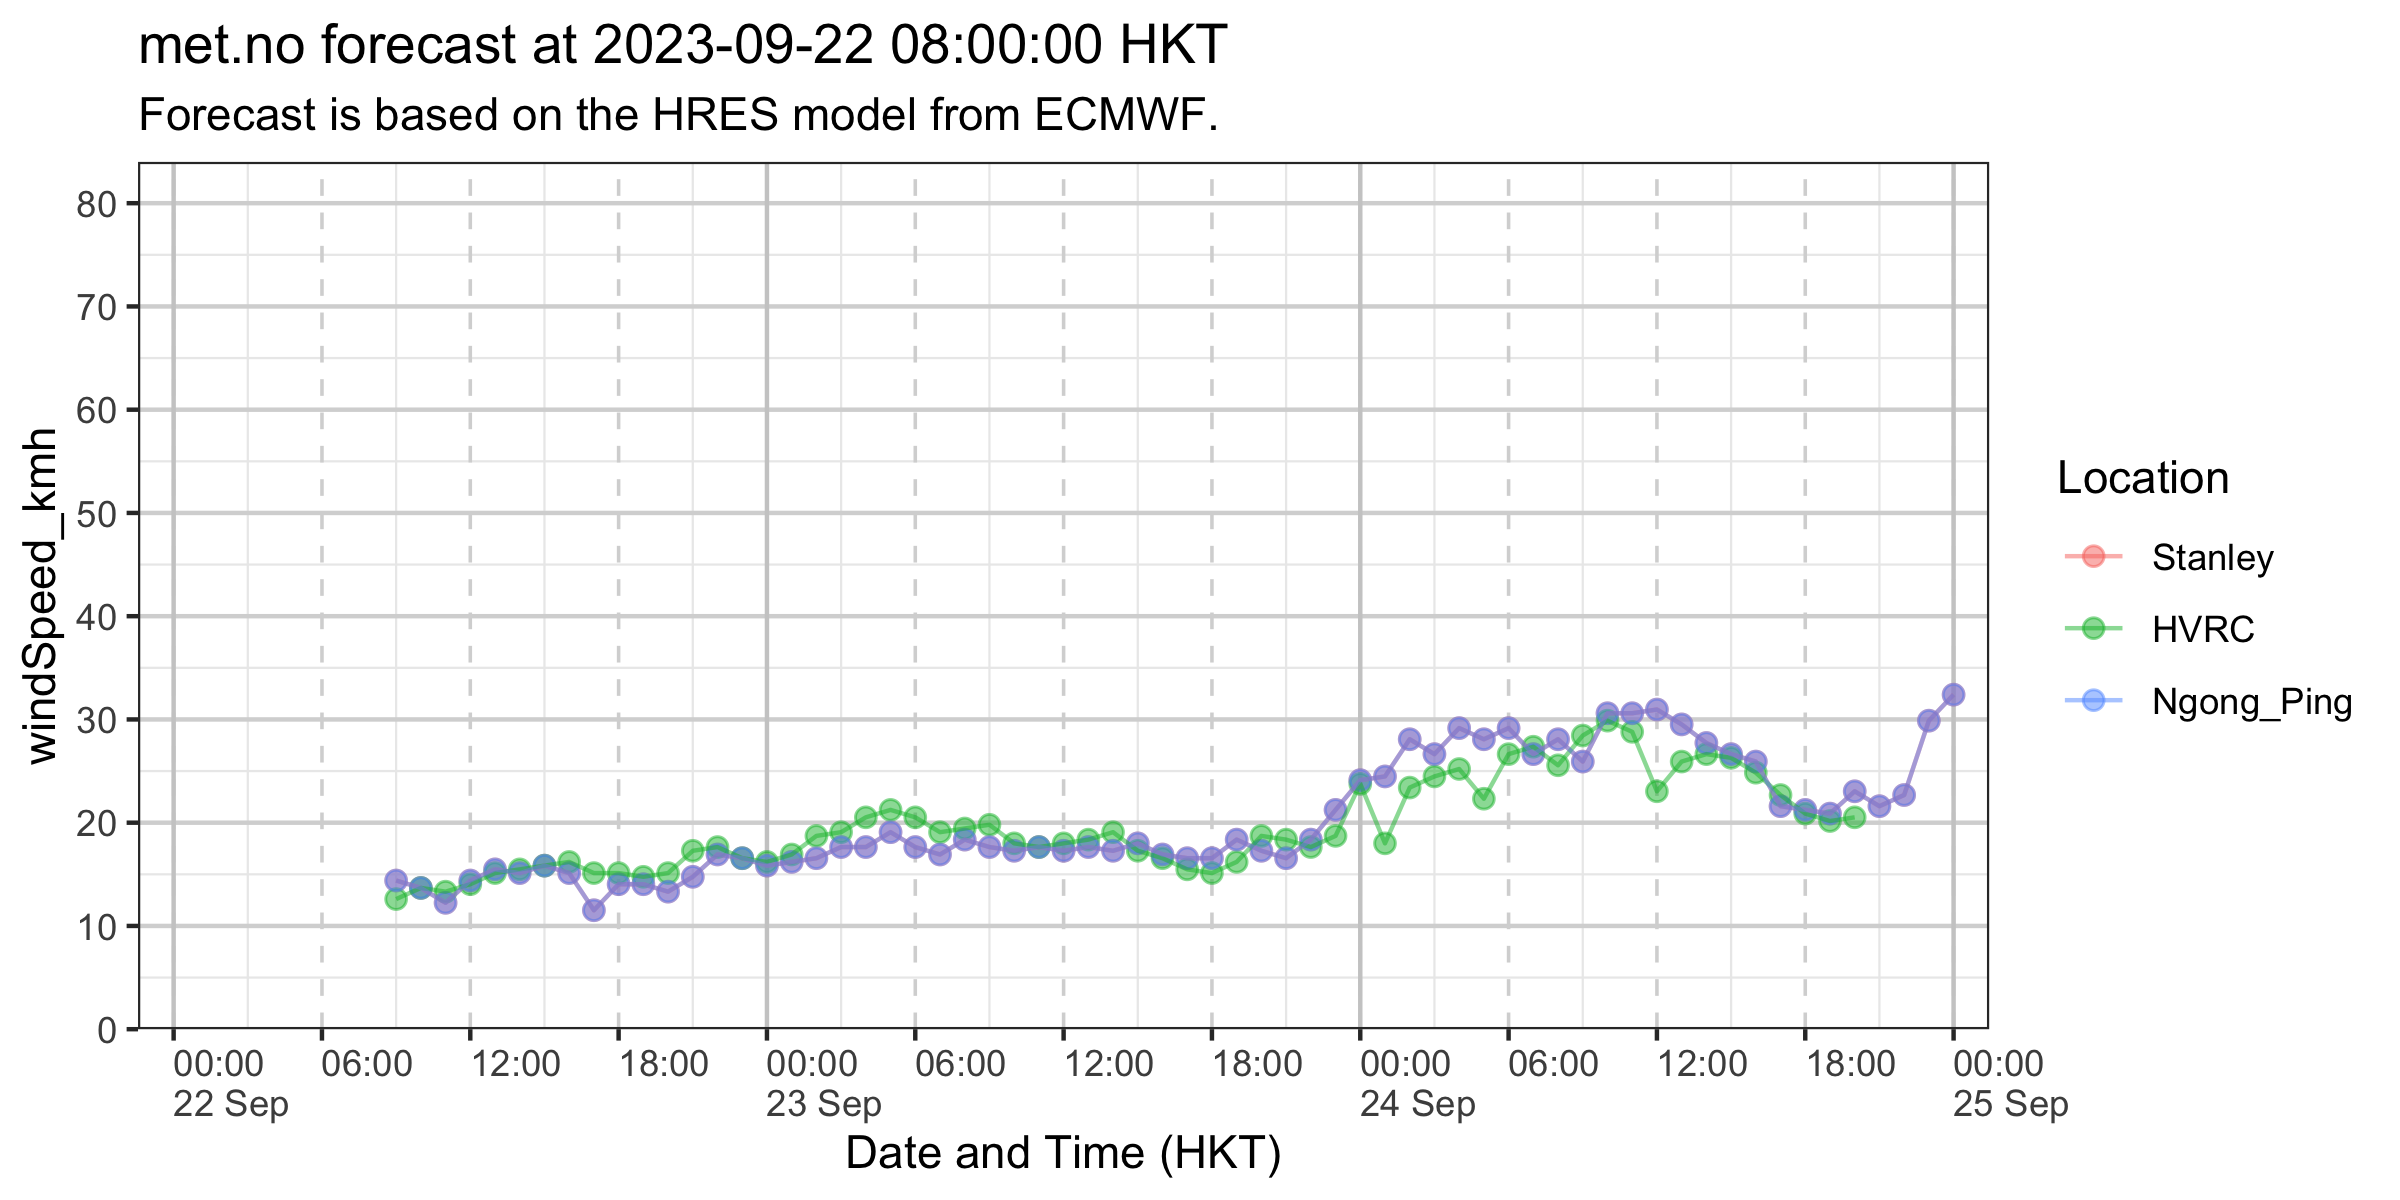 met.no forecast at 2023-09-22 08:00:00 HKT
Forecast is based on the HRES model from ECMWF.
windSpeed_kmh
80
70
60
50
40
30
20
10
0
00:00 06:00 12:00 18:00 00:00 06:00 12:00 18:00 00:00 06:00 12:00 18:00 00:00
22 Sep 23 Sep 24 Sep 25 Sep
Date and Time (HKT)
Location
Stanley
HVRC
Ngong_Ping